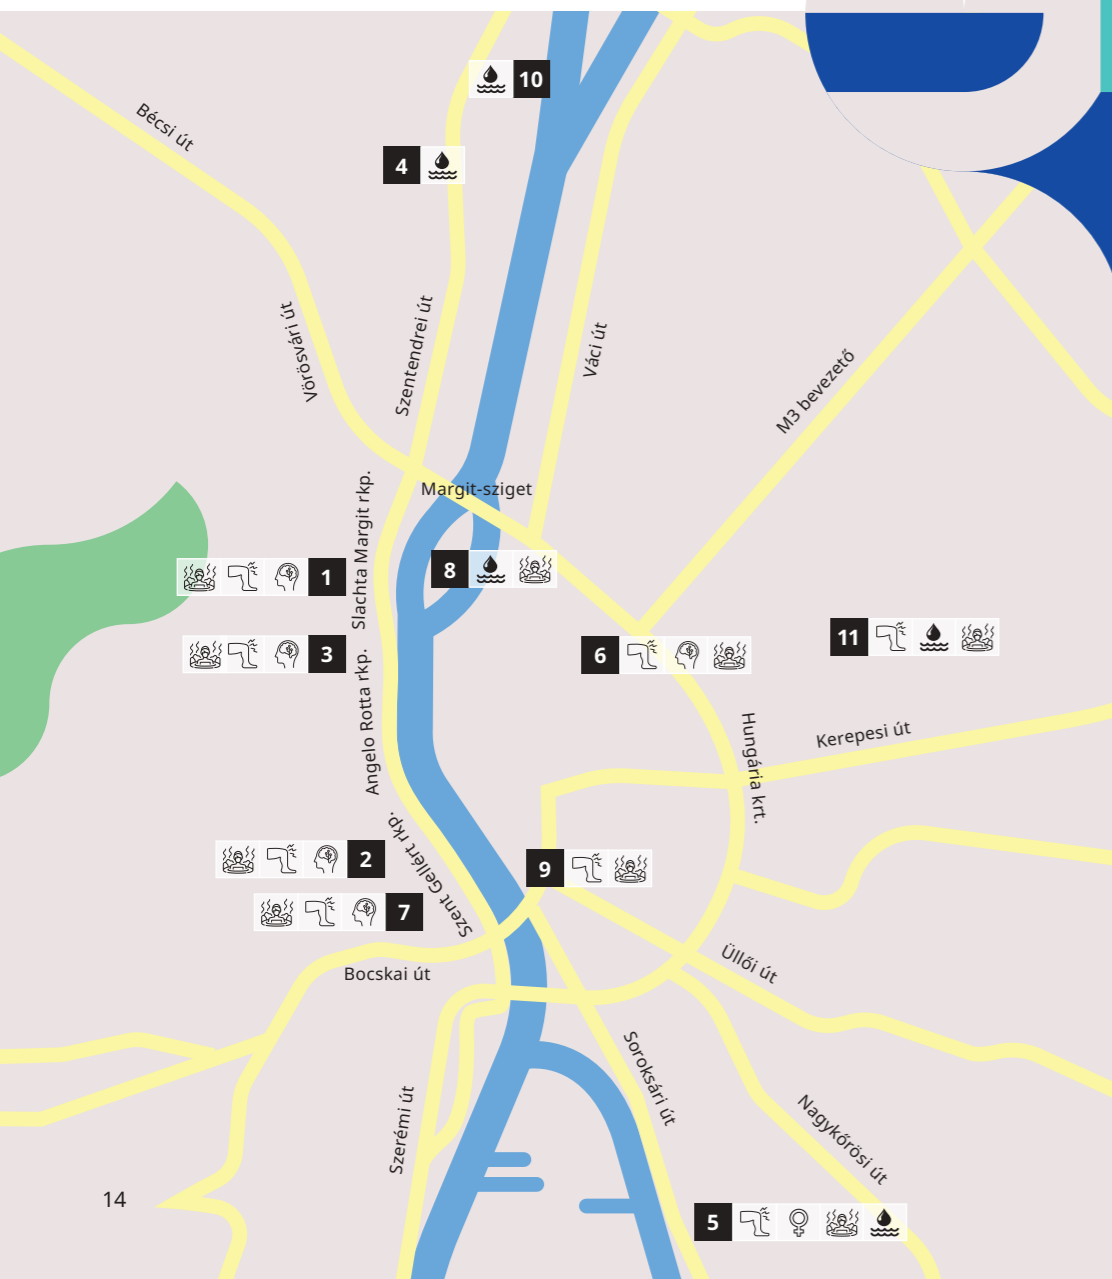 10
Bécsi út
4
Vörösvári út
Szentendrei út
Váci út
M3 bevezető
Slachta Margit rkp.
Margit-sziget
1
8
3
6
11
Angelo Rotta rkp.
Hungária krt.
Kerepesi út
2
Szent Gellért rkp.
9
7
Bocskai út
Üllői út
Szerémi út
Soroksári út
Nagykőrösi út
14
5